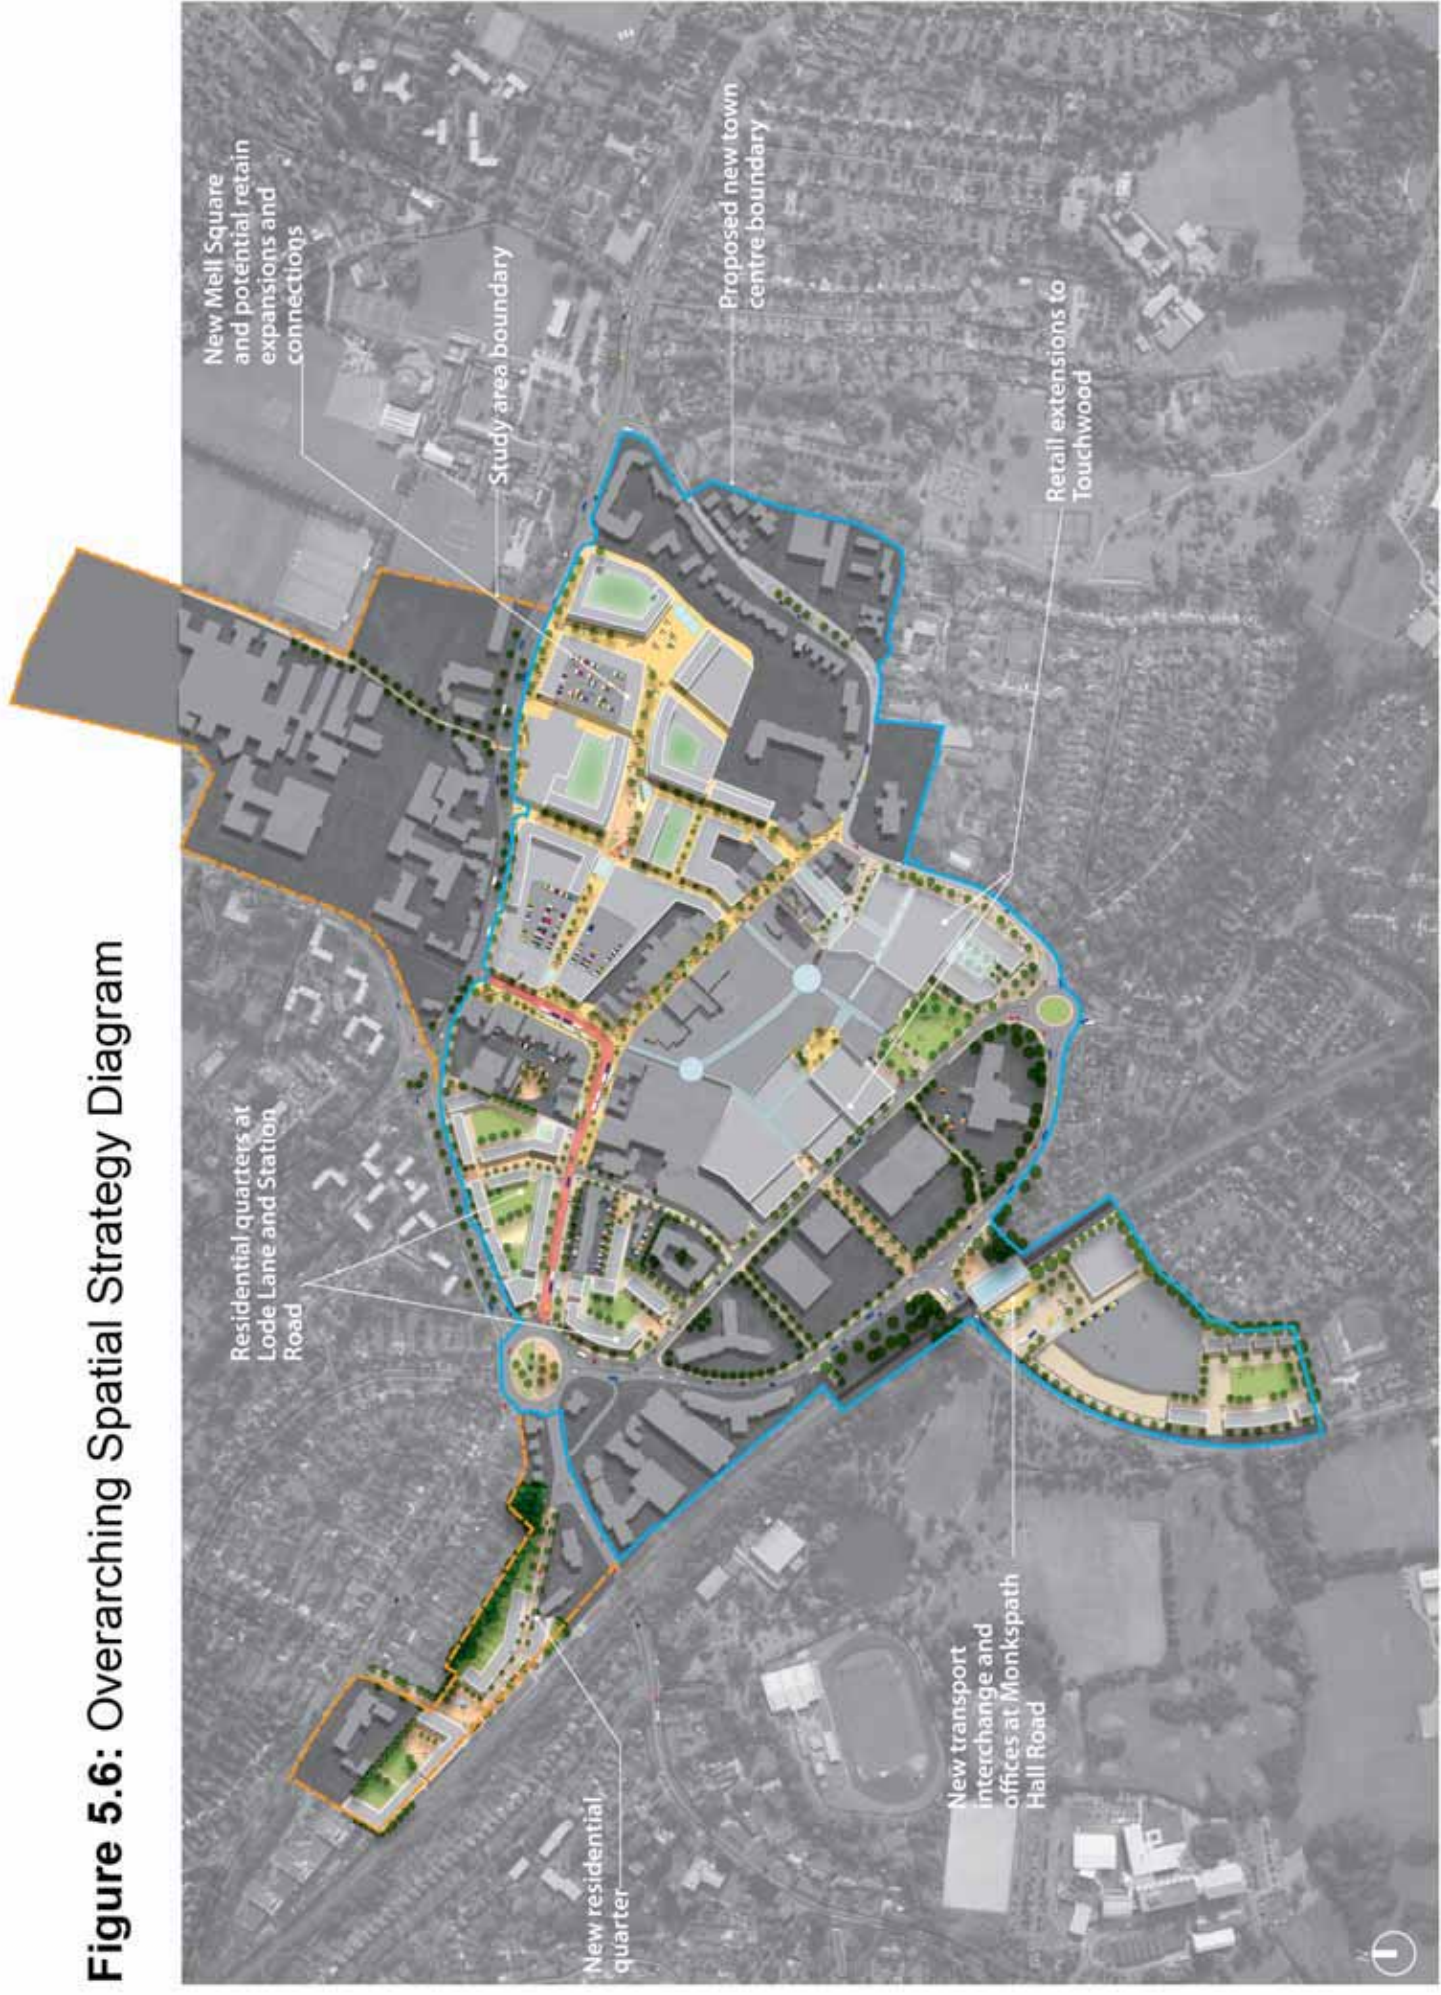 Figure 5.6: Overarching Spatial Strategy Diagram
New Mell Square
and potential retain
expansions and
connections
Study area boundary
Proposed new town
centre boundary
Residential quarters at
Lode Lane and Station
Road
Retail extensions to
Touchwood
New residential
quarter
New transport
interchange and
offices at Monkspath
Hall Road
N